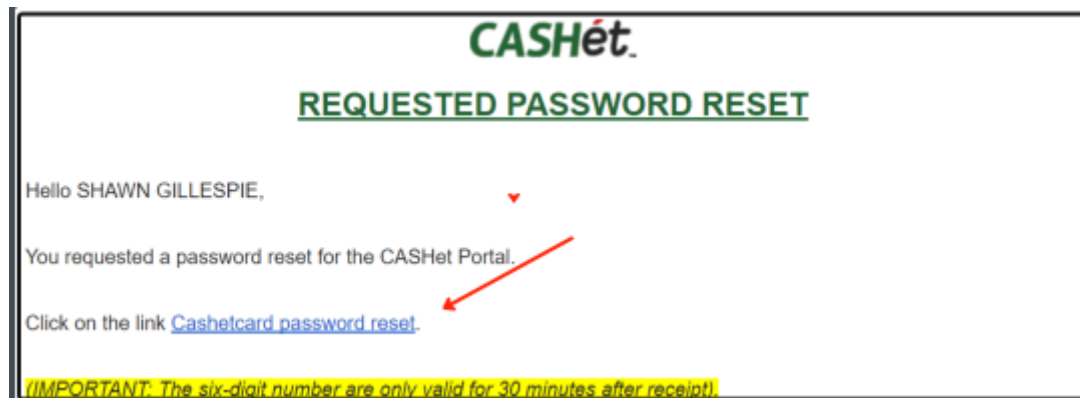 CASHét™
REQUESTED PASSWORD RESET
Hello SHAWN GILLESPIE,
You requested a password reset for the CASHet Portal.
Click on the link Cashetcard password reset.
(IMPORTANT: The six-digit number are only valid for 30 minutes after receipt).